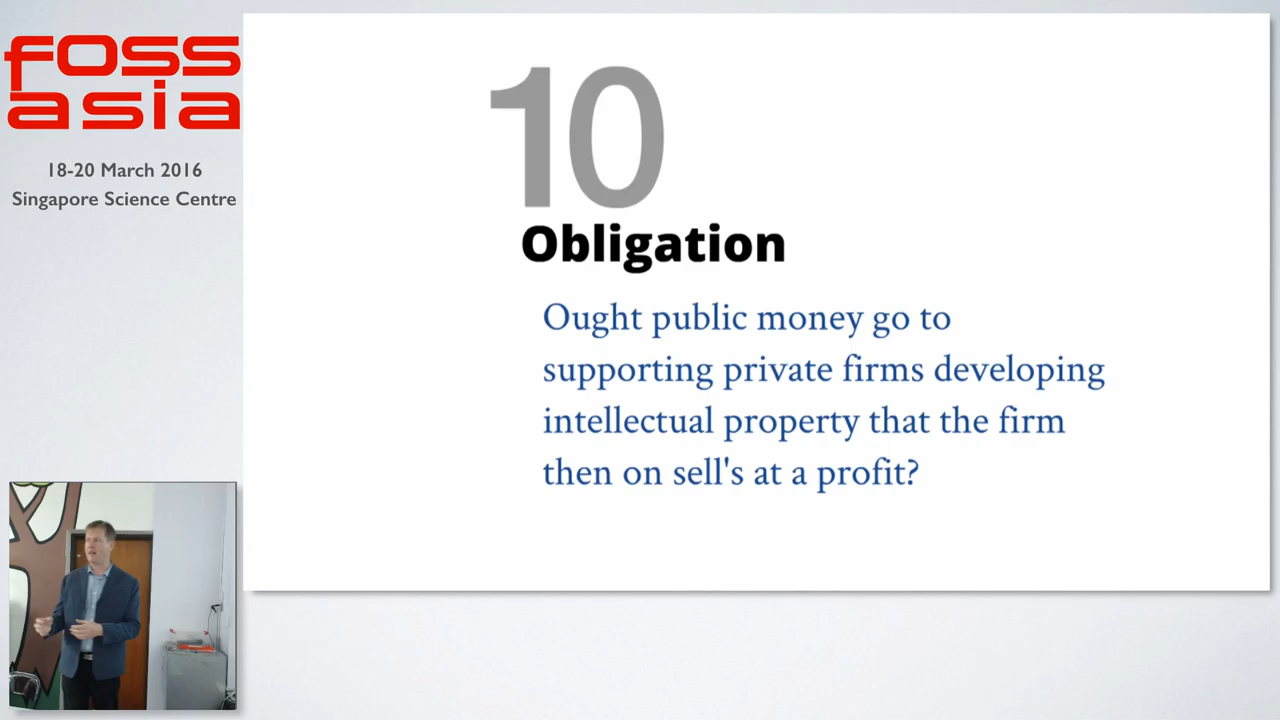 foss
asia
18-20 March 2016
Singapore Science Centre
10
Obligation
Ought public money go to
supporting private firms developing
intellectual property that the firm
then on sell's at a profit?